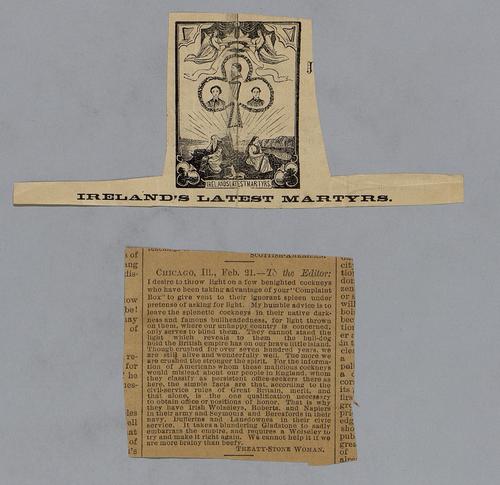 IRELANDS LATEST MARTYRS
IRELAND'S LATEST MARTYRS.
SCOTTISH-AMERICAN.
CHICAGO, Ill., Feb. 21.—To the Editor:
I desire to throw light on a few benighted cockneys
who have been taking advantage of your "Complaint
Box" to give vent to their ignorant spleen under
pretense of asking for light. My humble advice is to
leave the splenetic cockneys in their native dark-
ness and famous bullheadedness, for light thrown
on them, where our unhappy country is concerned,
only serves to blind them. They cannot stand the
light which reveals to them the bull-dog
hold the British empire has on our brave little island.
Though crushed for over seven hundred years, we
are still alive and wonderfully well. The more we
are crushed the stronger the spirit. For the informa-
tion of Americans whom these malicious cockneys
would mislead about our people in England, whom
they classify as persistent office-seekers there as
here, the simple facts are that, according to the
civil-service rules of Great Britain, merit, and
that alone, is the one qualification necessary
to obtain office or positions of honor. That is why
they have Irish Wolseleys, Roberts, and Napiers
in their army and Seymours and Beresfords in their
navy, Dufferins and Lansdownes in their civic
service. It takes a blundering Gladstone to sadly
embarrass the empire, and requires a Wolseley to
try and make it right again. We cannot help it if we
are more brainy than beefy.
TREATY-STONE WOMAN.